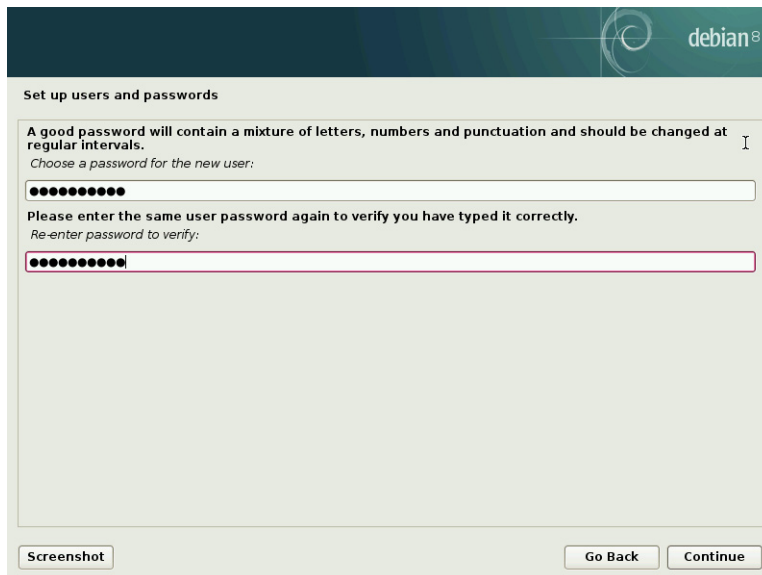 debian 8
Set up users and passwords
A good password will contain a mixture of letters, numbers and punctuation and should be changed at
regular intervals.
Choose a password for the new user:
●●●●●●●●●●
Please enter the same user password again to verify you have typed it correctly.
Re-enter password to verify:
●●●●●●●●●●
Screenshot Go Back Continue